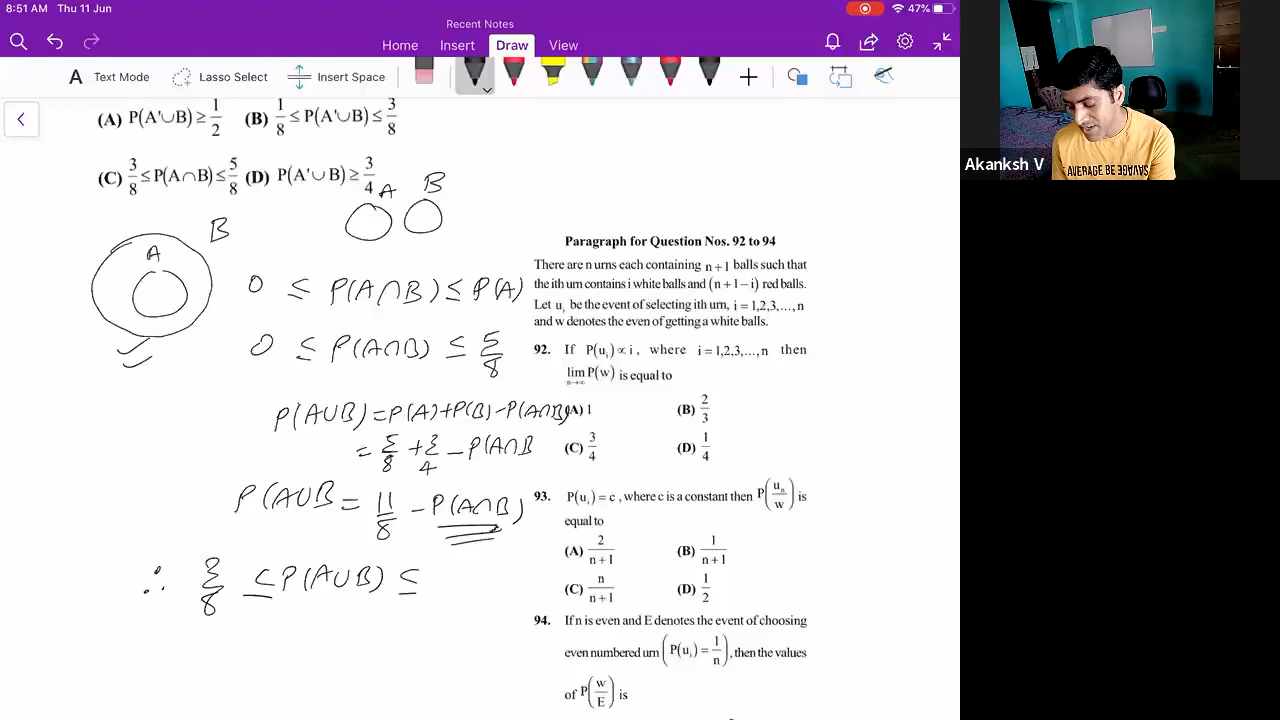 8:51 AM Thu 11 Jun
47%
Recent Notes
Home Insert Draw View
A Text Mode Lasso Select Insert Space
(A) P(A'∪B) ≥ 1/2 (B) 1/8 ≤ P(A'∪B) ≤ 3/8
(C) 3/8 ≤ P(A∩B) ≤ 5/8 (D) P(A'∪B) ≥ 3/4
A B
B
A
0 ≤ P(A∩B) ≤ P(A)
0 ≤ P(A∩B) ≤ 5/8
P(A∪B) = P(A)+P(B)-P(A∩B)
= 5/8 + 3/4 - P(A∩B
P(A∪B = 11/8 - P(A∩B)
∴ 3/8 ≤ P(A∪B) ≤
Paragraph for Question Nos. 92 to 94
There are n urns each containing n+1 balls such that
the ith urn contains i white balls and (n+1-i) red balls.
Let u_i be the event of selecting ith urn, i = 1,2,3,...,n
and w denotes the even of getting a white balls.
92. If P(u_i) ∝ i, where i = 1,2,3,...,n then
lim n→∞ P(w) is equal to
(A) 1 (B) 2/3
(C) 3/4 (D) 1/4
93. P(u_i) = c, where c is a constant then P(u_n/w) is
equal to
(A) 2/(n+1) (B) 1/(n+1)
(C) n/(n+1) (D) 1/2
94. If n is even and E denotes the event of choosing
even numbered urn (P(u_i) = 1/n), then the values
of P(w/E) is
Akanksh V
AVERAGE BE SAVAGE